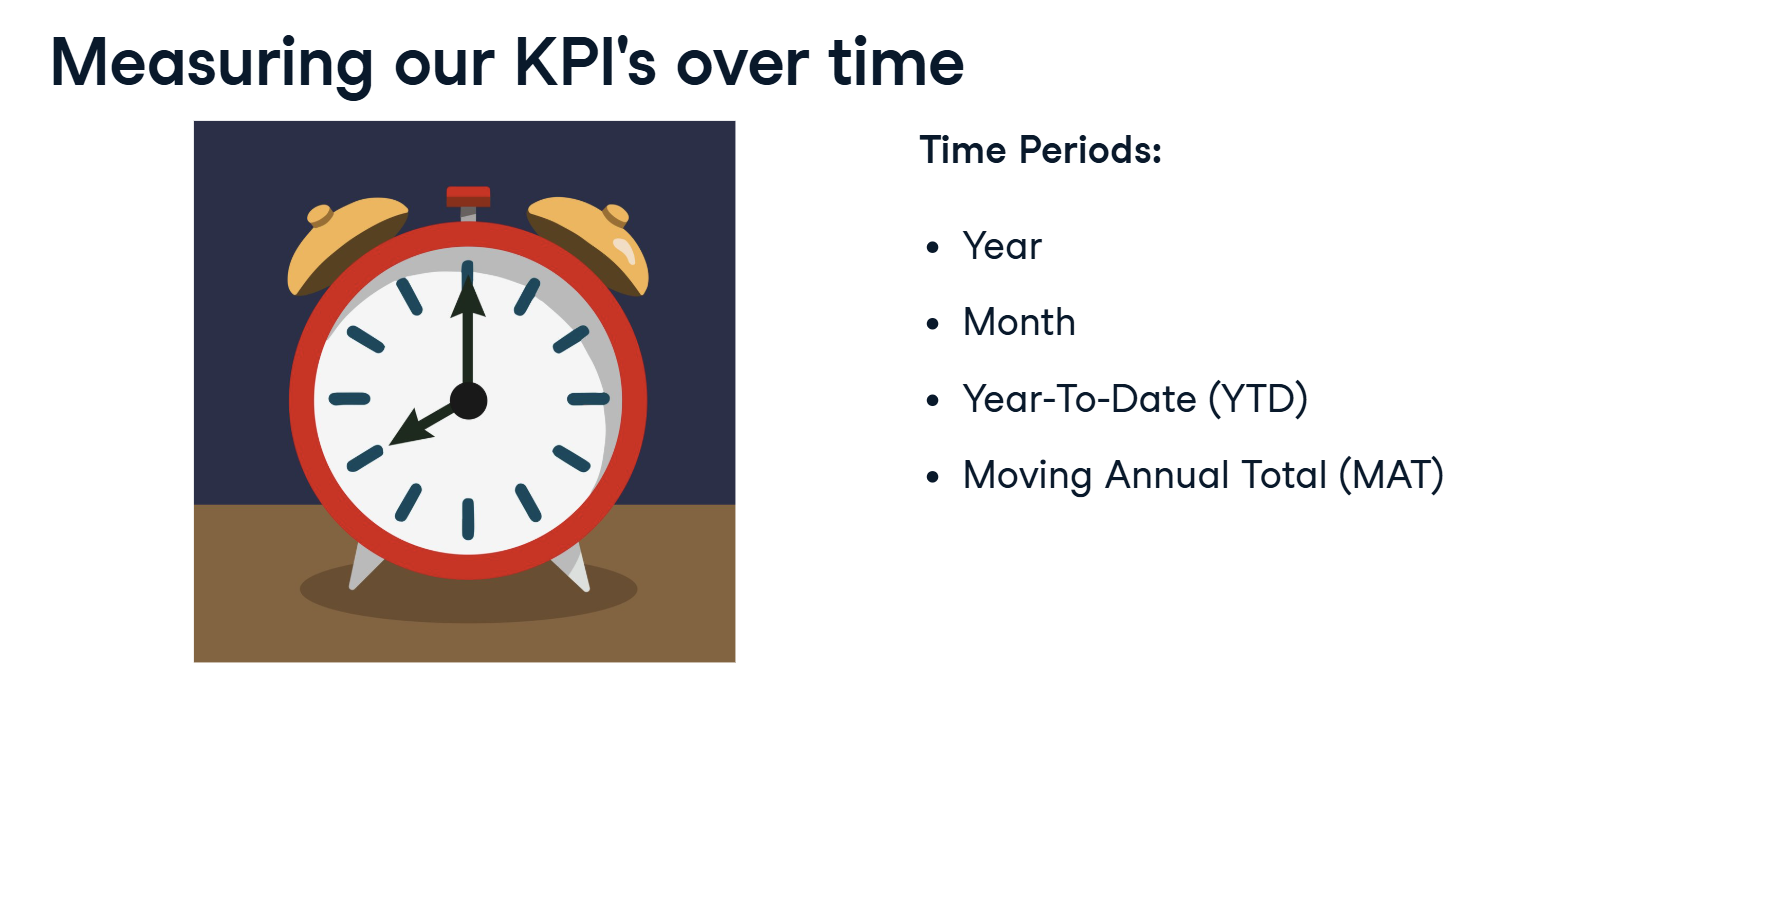 Measuring our KPI's over time
Time Periods:
• Year
• Month
• Year-To-Date (YTD)
• Moving Annual Total (MAT)